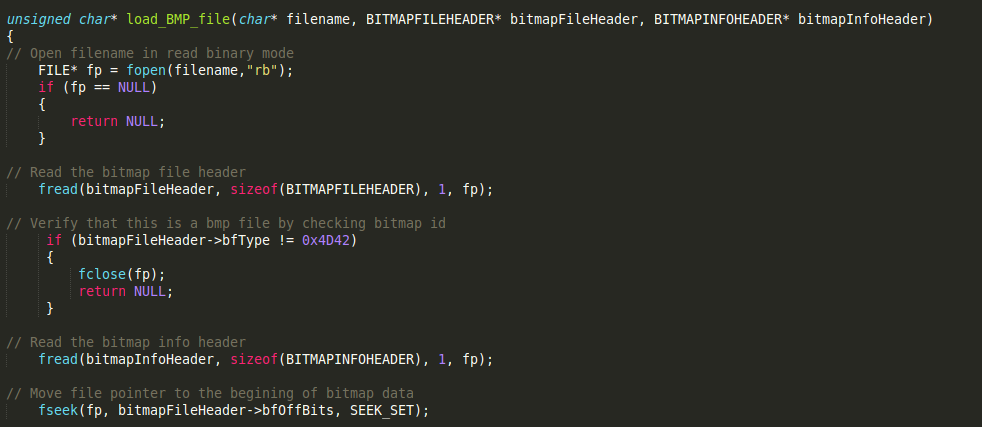 unsigned char* load_BMP_file(char* filename, BITMAPFILEHEADER* bitmapFileHeader, BITMAPINFOHEADER* bitmapInfoHeader)
{
// Open filename in read binary mode
    FILE* fp = fopen(filename,"rb");
    if (fp == NULL)
    {
        return NULL;
    }

// Read the bitmap file header
    fread(bitmapFileHeader, sizeof(BITMAPFILEHEADER), 1, fp);

// Verify that this is a bmp file by checking bitmap id
     if (bitmapFileHeader->bfType != 0x4D42)
     {
         fclose(fp);
         return NULL;
     }

// Read the bitmap info header
    fread(bitmapInfoHeader, sizeof(BITMAPINFOHEADER), 1, fp);

// Move file pointer to the begining of bitmap data
    fseek(fp, bitmapFileHeader->bfOffBits, SEEK_SET);